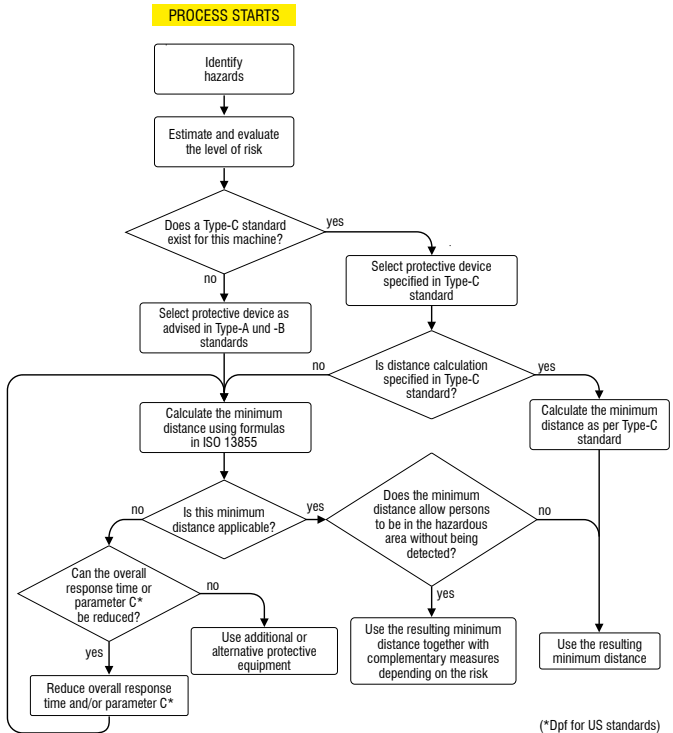 PROCESS STARTS
Identify
hazards
Estimate and evaluate
the level of risk
Does a Type-C standard
exist for this machine?
yes
no
Select protective device
specified in Type-C
standard
Select protective device as
advised in Type-A und -B
standards
no
Is distance calculation
specified in Type-C
standard?
yes
Calculate the minimum
distance using formulas
in ISO 13855
Calculate the minimum
distance as per Type-C
standard
no
Is this minimum
distance applicable?
yes
Does the minimum
distance allow persons
to be in the hazardous
area without being
detected?
no
Can the overall
response time or
parameter C*
be reduced?
no
yes
yes
Use additional or
alternative protective
equipment
Use the resulting minimum
distance together with
complementary measures
depending on the risk
Use the resulting
minimum distance
Reduce overall response
time and/or parameter C*
(*Dpf for US standards)